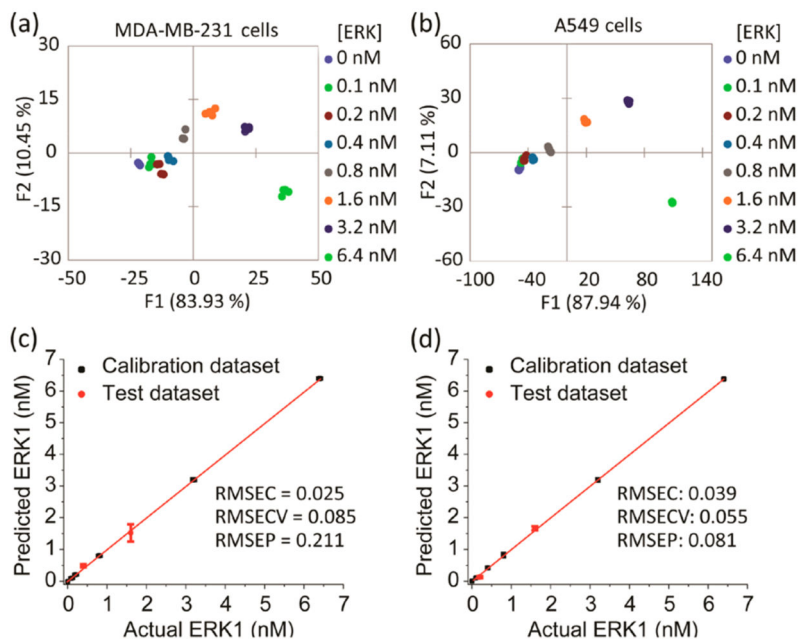 (a) MDA-MB-231 cells [ERK]
30
15
0
-15
-30
F2 (10.45 %)
-50 -25 0 25 50
F1 (83.93 %)
0 nM
0.1 nM
0.2 nM
0.4 nM
0.8 nM
1.6 nM
3.2 nM
6.4 nM
(b) A549 cells [ERK]
60
30
0
-30
-60
F2 (7.11 %)
-100 -40 20 80 140
F1 (87.94 %)
0 nM
0.1 nM
0.2 nM
0.4 nM
0.8 nM
1.6 nM
3.2 nM
6.4 nM
(c)
7
6
5
4
3
2
1
0
Predicted ERK1 (nM)
Calibration dataset
Test dataset
RMSEC = 0.025
RMSECV = 0.085
RMSEP = 0.211
0 1 2 3 4 5 6 7
Actual ERK1 (nM)
(d)
7
6
5
4
3
2
1
0
Predicted ERK1 (nM)
Calibration dataset
Test dataset
RMSEC: 0.039
RMSECV: 0.055
RMSEP: 0.081
0 1 2 3 4 5 6 7
Actual ERK1 (nM)